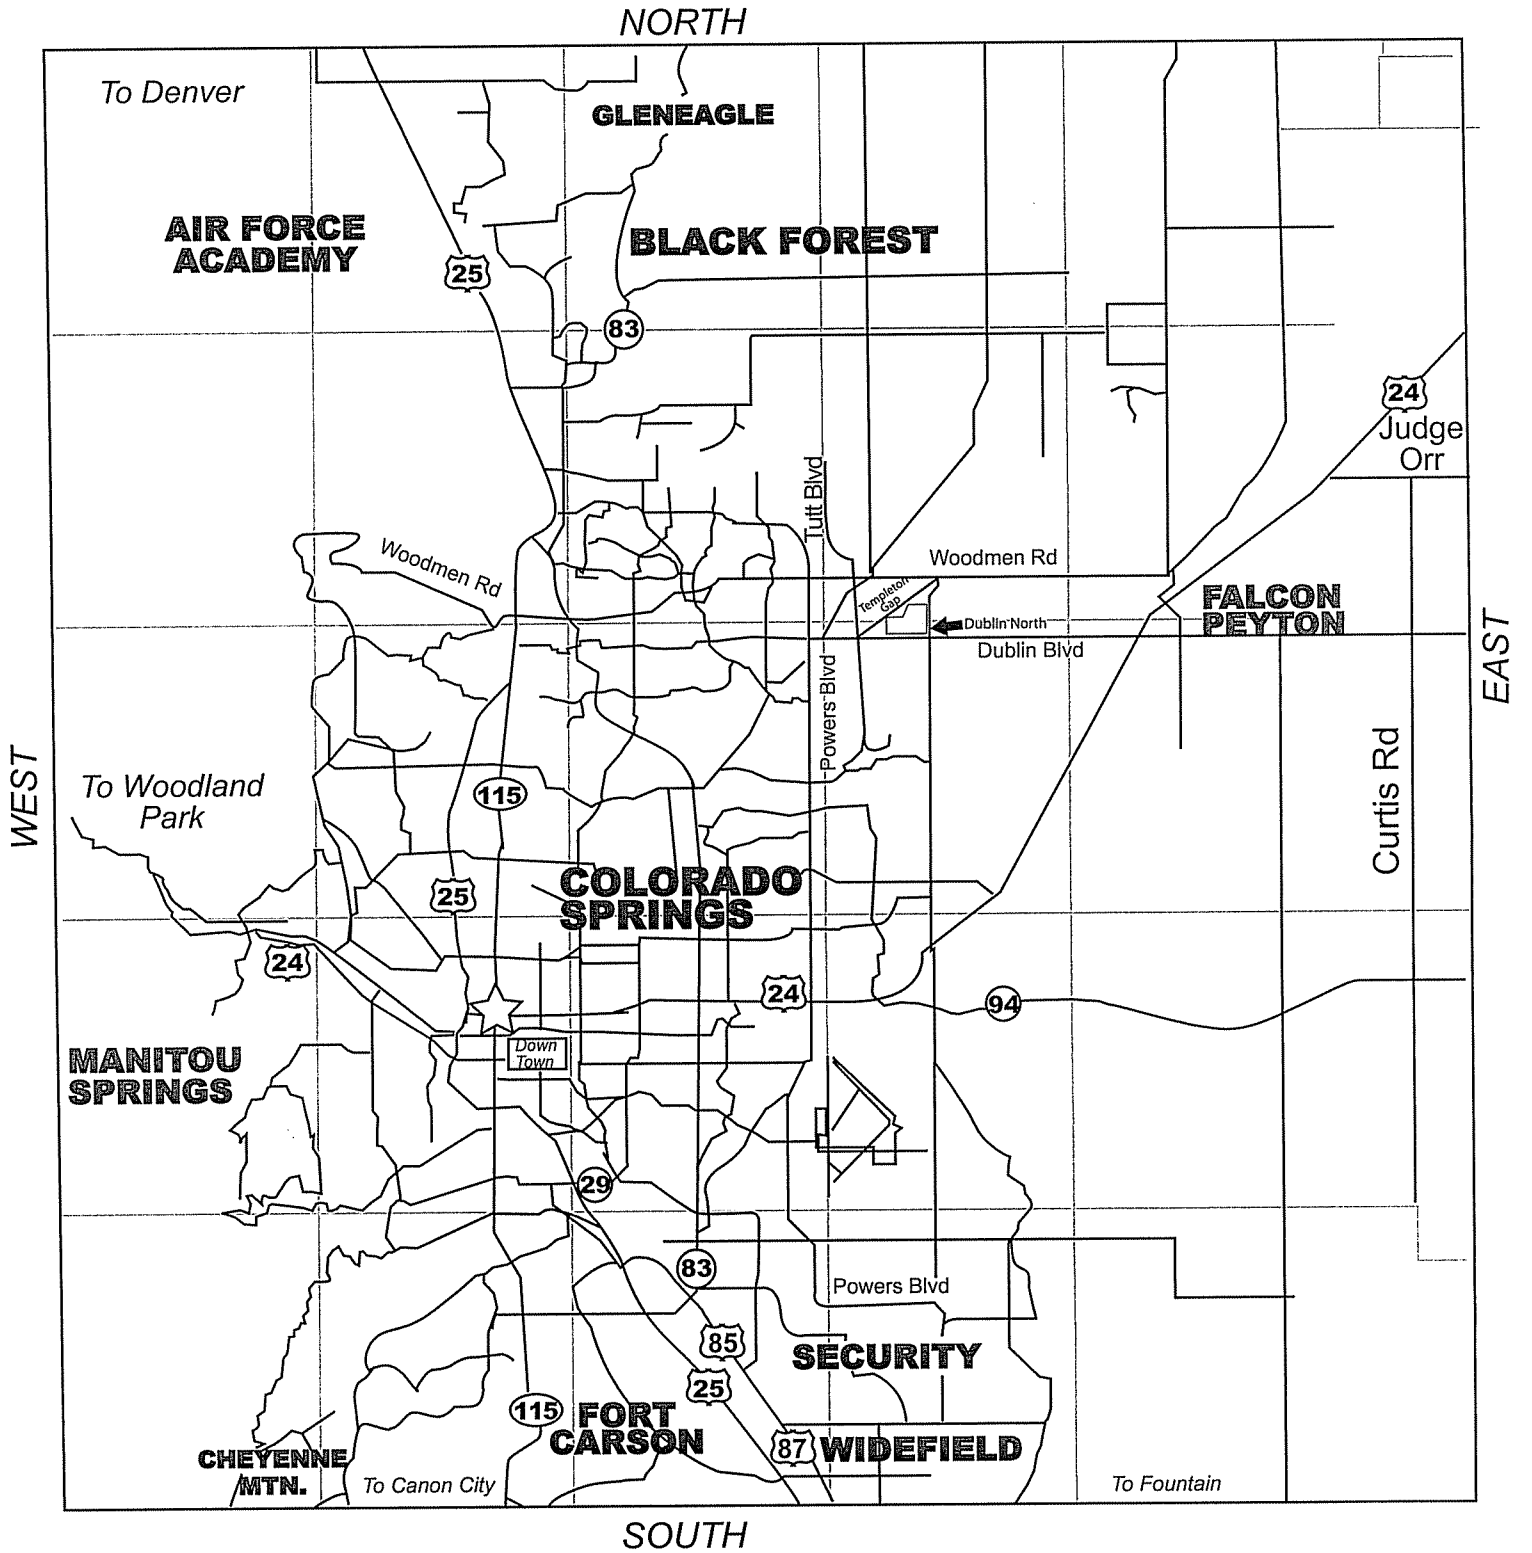 NORTH
To Denver
GLENEAGLE
AIR FORCE
ACADEMY
BLACK FOREST
25
83
24
Judge
Orr
Tutt Blvd
Woodmen Rd
Woodmen Rd
Templeton
Gap
FALCON
PEYTON
Dublin North
Dublin Blvd
EAST
Powers Blvd
WEST
To Woodland
Park
115
Curtis Rd
25
COLORADO
SPRINGS
24
24
94
MANITOU
SPRINGS
Down
Town
29
83
Powers Blvd
85
SECURITY
25
115
FORT
CARSON
87
WIDEFIELD
CHEYENNE
MTN.
To Canon City
To Fountain
SOUTH